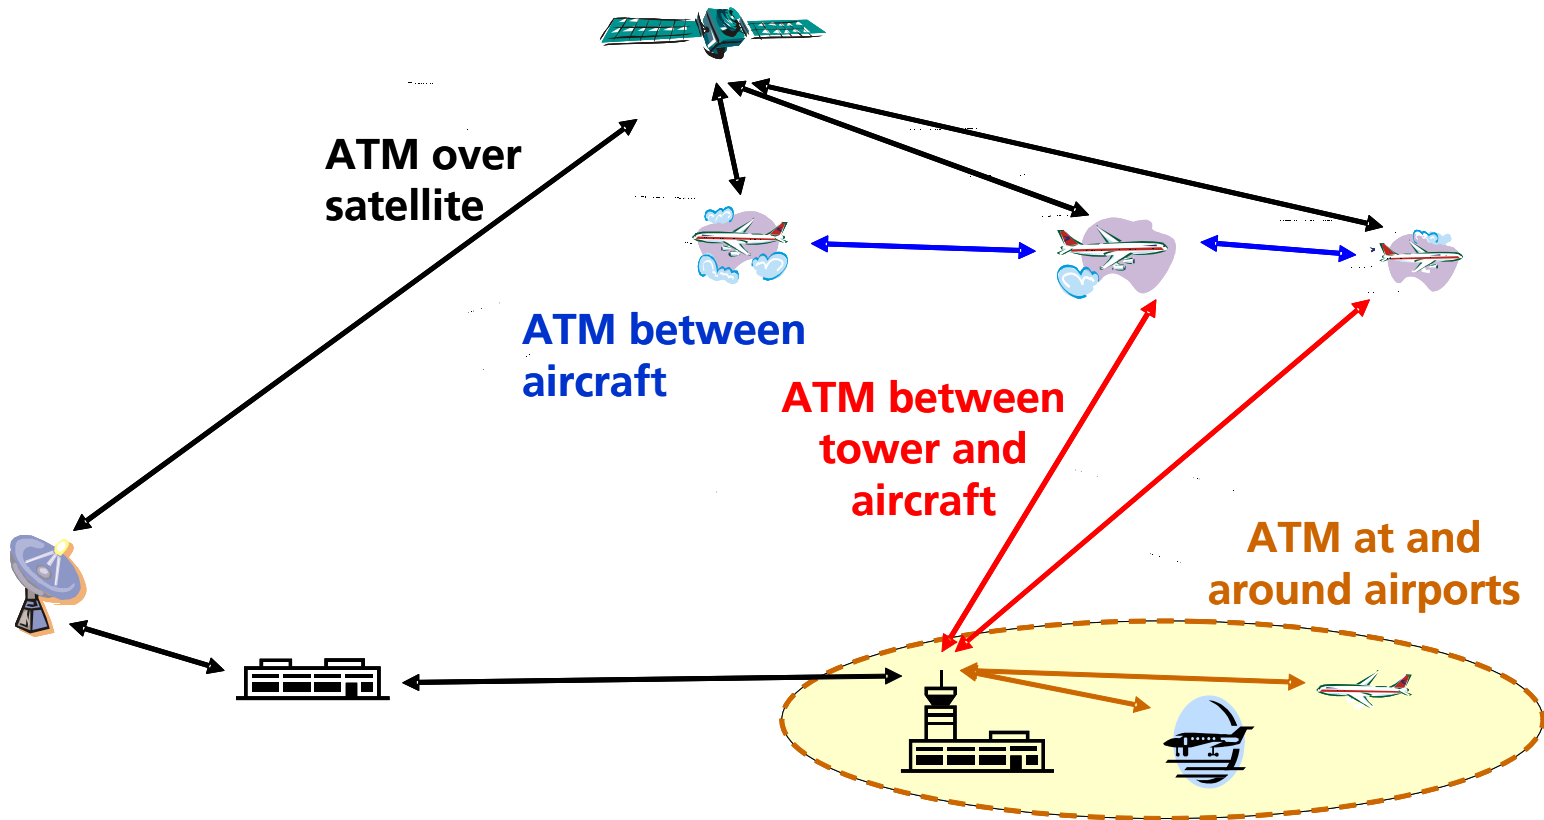 ATM over
satellite
ATM between
aircraft
ATM between
tower and
aircraft
ATM at and
around airports